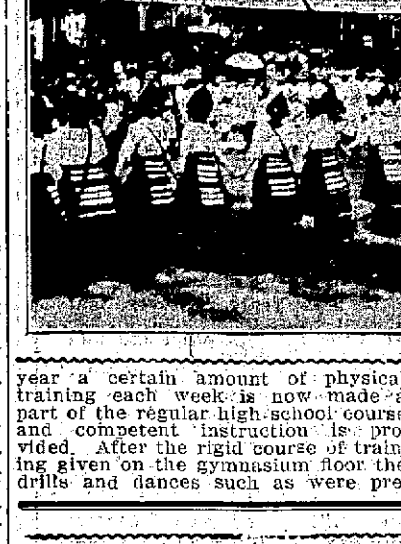 year a certain amount of physical
training each week is now made a
part of the regular high school course
and competent instruction is pro
vided. After the rigid course of train
ing given on the gymnasium floor the
drills and dances such as were pre